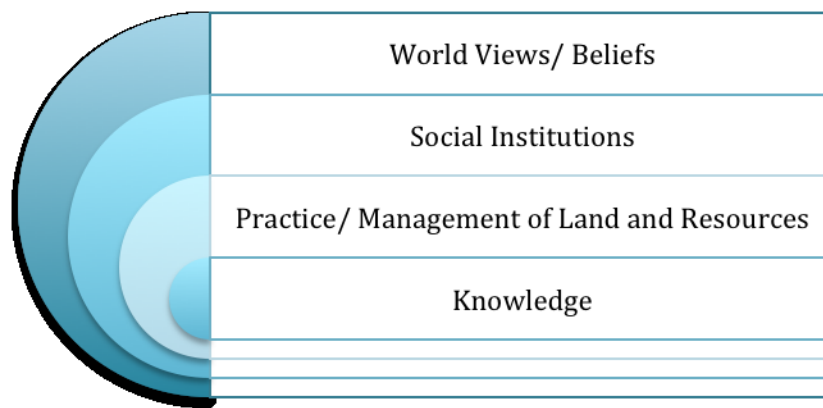 World Views/ Beliefs
Social Institutions
Practice/ Management of Land and Resources
Knowledge